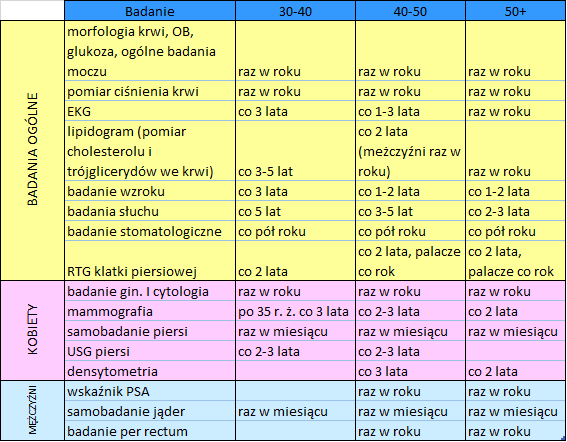 Badanie 30-40 40-50 50+
BADANIA OGÓLNE
morfologia krwi, OB,
glukoza, ogólne badania
moczu raz w roku raz w roku raz w roku
pomiar ciśnienia krwi raz w roku raz w roku raz w roku
EKG co 3 lata co 1-3 lata raz w roku
lipidogram (pomiar co 2 lata
cholesterolu i (meżczyźni raz w
trójglicerydów we krwi) co 3-5 lat roku) raz w roku
badanie wzroku co 3 lata co 1-2 lata co 1-2 lata
badania słuchu co 5 lat co 3-5 lat co 2-3 lata
badanie stomatologiczne co pół roku co pół roku co pół roku
co 2 lata, palacze co 2 lata,
RTG klatki piersiowej co 2 lata co rok palacze co rok
KOBIETY
badanie gin. I cytologia raz w roku raz w roku raz w roku
mammografia po 35 r. ż. co 3 lata co 2-3 lata co 2 lata
samobadanie piersi raz w miesiącu raz w miesiącu raz w miesiącu
USG piersi co 2-3 lata co 2-3 lata
densytometria co 3 lata co 2 lata
MĘŻCZYŹNI
wskaźnik PSA raz w roku raz w roku
samobadanie jąder raz w miesiącu raz w miesiącu raz w miesiącu
badanie per rectum raz w roku raz w roku